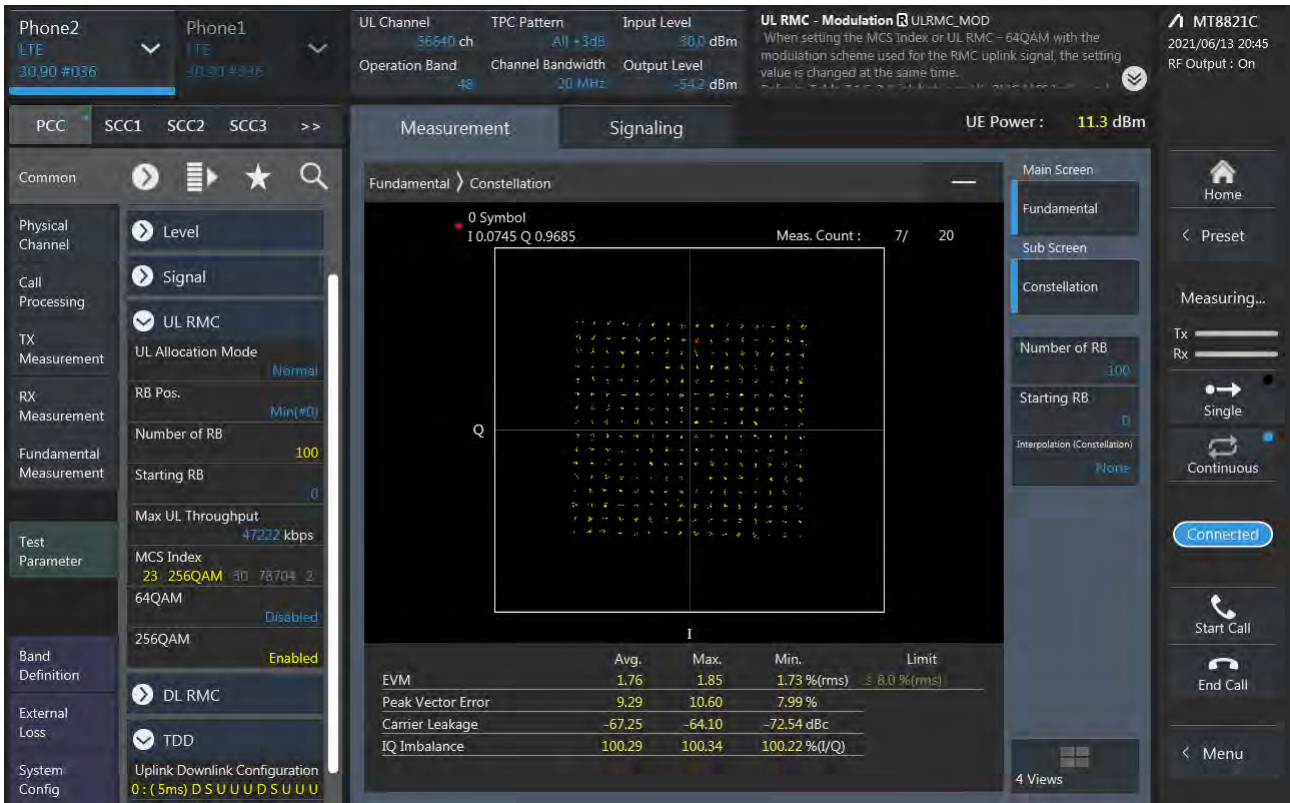 Phone2
LTE
30.90 #036
Phone1
LTE
30.90 #036
UL Channel
56640 ch
Operation Band
48
TPC Pattern
All +3dB
Channel Bandwidth
20 MHz
Input Level
30.0 dBm
Output Level
-54.2 dBm
UL RMC - Modulation R ULRMC_MOD
When setting the MCS Index or UL RMC – 64QAM with the
modulation scheme used for the RMC uplink signal, the setting
value is changed at the same time.
MT8821C
2021/06/13 20:45
RF Output : On
PCC SCC1 SCC2 SCC3 >>
Measurement
Signaling
UE Power : 11.3 dBm
Common
Physical
Channel
Call
Processing
TX
Measurement
RX
Measurement
Fundamental
Measurement
Test
Parameter
Band
Definition
External
Loss
System
Config
Level
Signal
UL RMC
UL Allocation Mode
Normal
RB Pos.
Min(#0)
Number of RB
100
Starting RB
0
Max UL Throughput
47222 kbps
MCS Index
23 256QAM 30 78704 2
64QAM
Disabled
256QAM
Enabled
DL RMC
TDD
Uplink Downlink Configuration
0 : ( 5ms) D S U U U D S U U U
Fundamental 〉 Constellation
0 Symbol
I 0.0745 Q 0.9685
Meas. Count : 7/ 20
Q
I
Avg. Max. Min. Limit
EVM 1.76 1.85 1.73 %(rms) ≦ 8.0 %(rms)
Peak Vector Error 9.29 10.60 7.99 %
Carrier Leakage -67.25 -64.10 -72.54 dBc
IQ Imbalance 100.29 100.34 100.22 %(I/Q)
Main Screen
Fundamental
Sub Screen
Constellation
Number of RB
100
Starting RB
0
Interpolation (Constellation)
None
4 Views
Home
< Preset
Measuring...
Tx
Rx
Single
Continuous
Connected
Start Call
End Call
< Menu